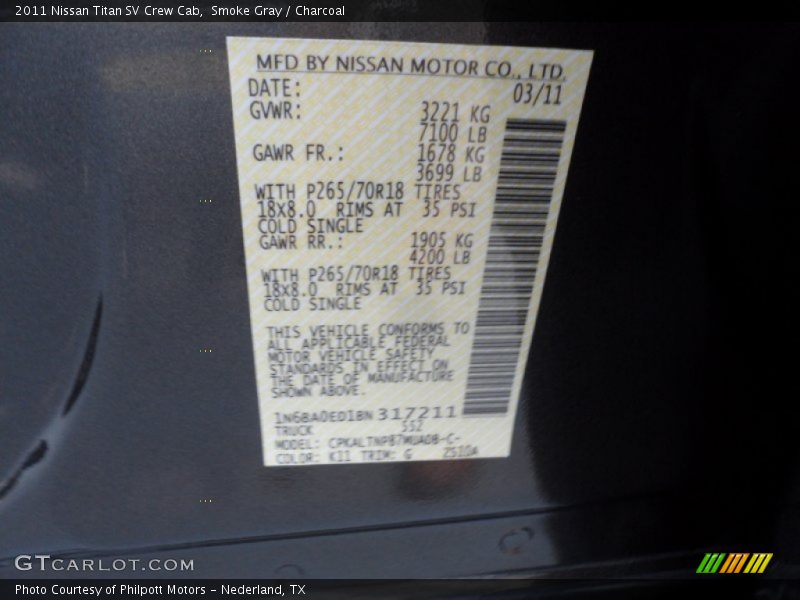 2011 Nissan Titan SV Crew Cab,  Smoke Gray / Charcoal
MFD BY NISSAN MOTOR CO., LTD.
DATE: 03/11
GVWR: 3221 KG
7100 LB
GAWR FR.: 1678 KG
3699 LB
WITH P265/70R18 TIRES
18x8.0 RIMS AT 35 PSI
COLD SINGLE
GAWR RR.: 1905 KG
4200 LB
WITH P265/70R18 TIRES
18x8.0 RIMS AT 35 PSI
COLD SINGLE
THIS VEHICLE CONFORMS TO
ALL APPLICABLE FEDERAL
MOTOR VEHICLE SAFETY
STANDARDS IN EFFECT ON
THE DATE OF MANUFACTURE
SHOWN ABOVE.
1N6BA0ED1BN 317211
TRUCK
MODEL:
COLOR: K11 TRIM: G
GTCARLOT.COM
Photo Courtesy of Philpott Motors – Nederland, TX